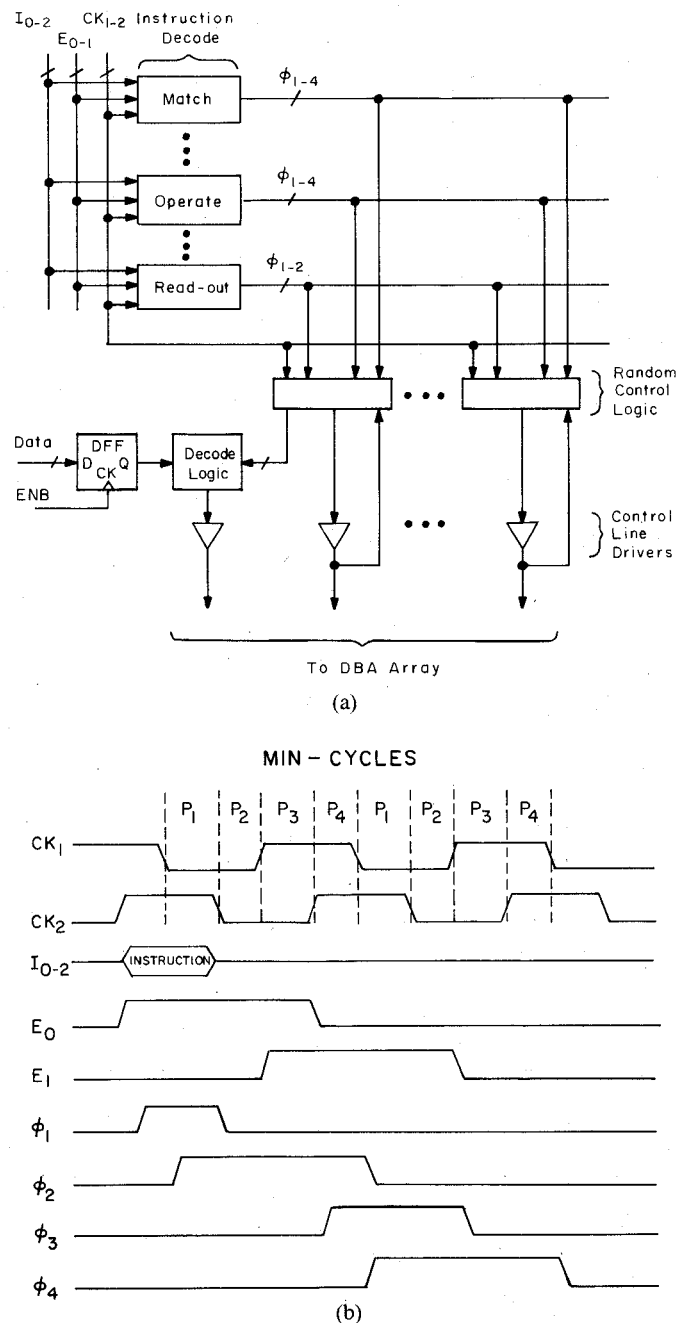 I0-2 CK1-2 Instruction
E0-1 Decode
Match ϕ1-4
Operate ϕ1-4
Read-out ϕ1-2
Random
Control
Logic
Data
D DFF Q
CK
ENB
Decode
Logic
Control
Line
Drivers
To DBA Array
(a)
MIN - CYCLES
P1 P2 P3 P4 P1 P2 P3 P4
CK1
CK2
I0-2 INSTRUCTION
E0
E1
ϕ1
ϕ2
ϕ3
ϕ4
(b)